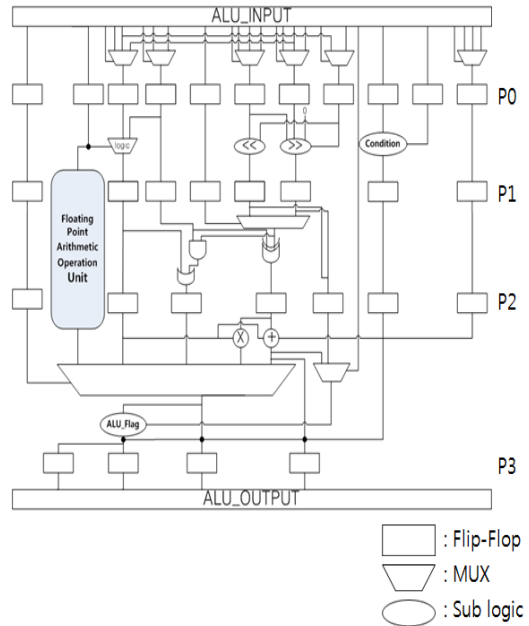 ALU_INPUT
P0
logic
0
<<
>>
Condition
P1
Floating
Point
Arithmetic
Operation
Unit
P2
X
+
ALU_Flag
P3
ALU_OUTPUT
: Flip-Flop
: MUX
: Sub logic